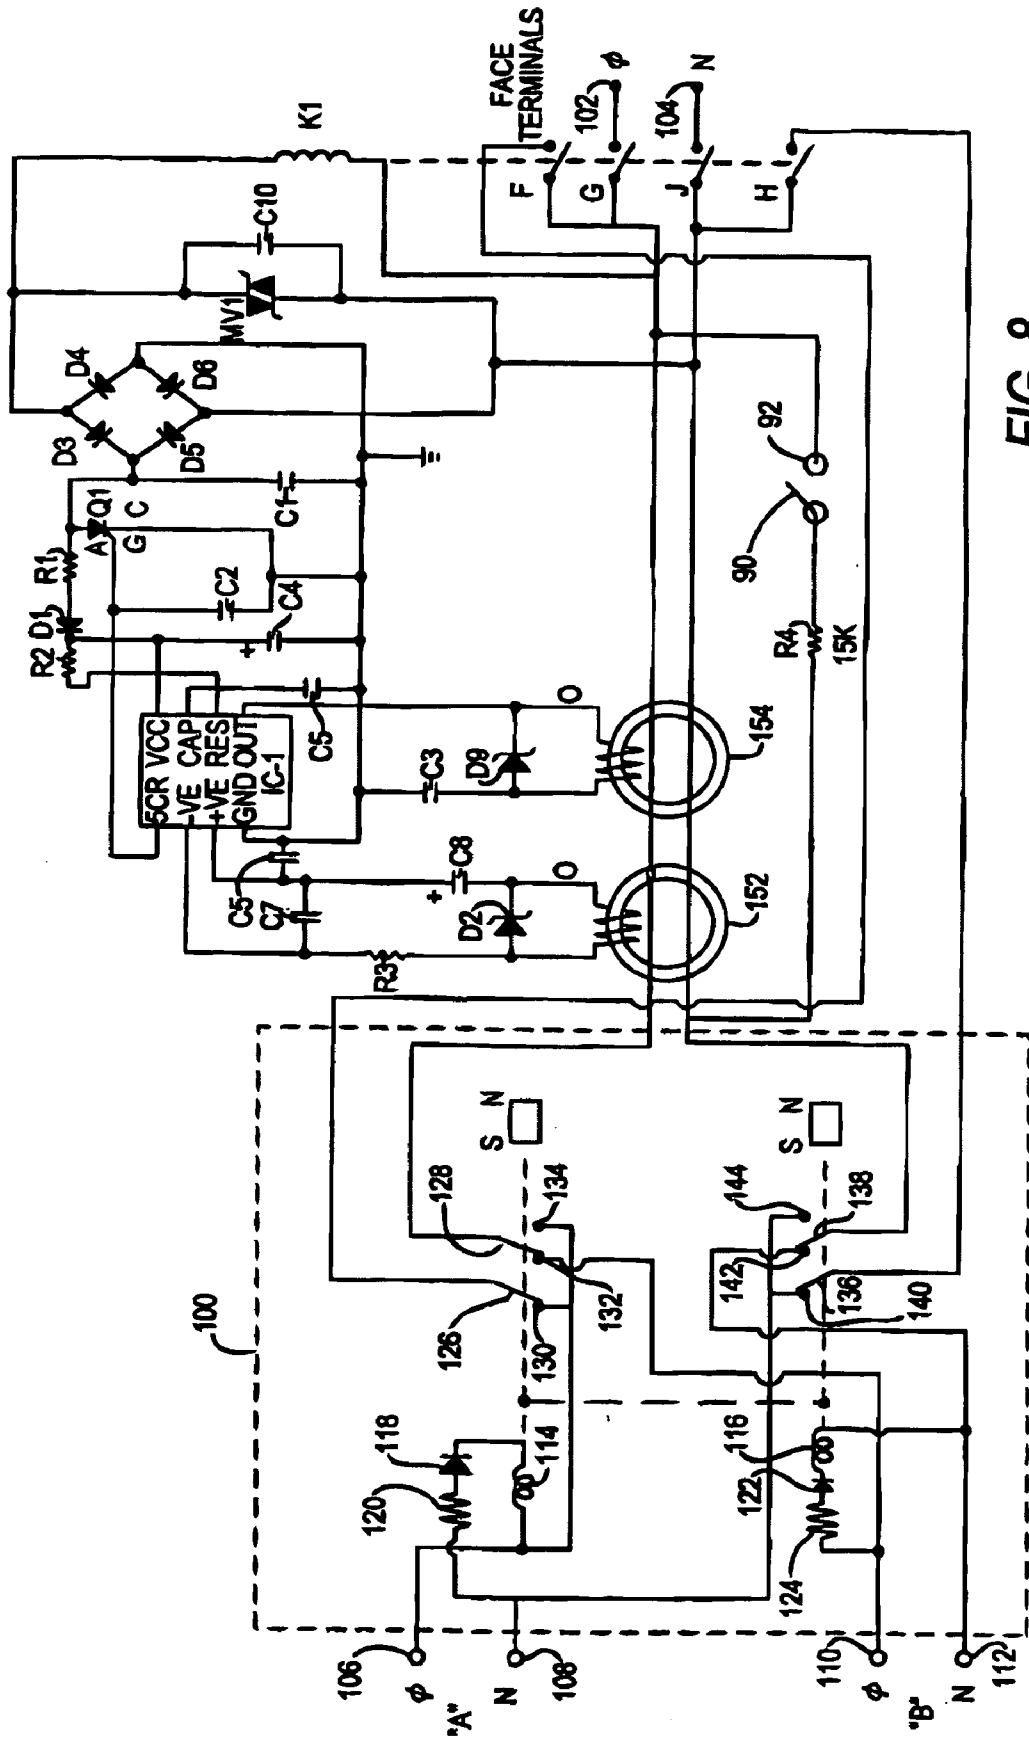 FACE
TERMINALS
102
φ
104
N
F
G
J
H
K1
C10
MV1
D4
D6
D3
D5
Q1
A
G
C
C1
R1
D1
R2
C2
C4
+
5CR VCC
-VE CAP
+VE RES
GND OUT
IC-1
C5
C3
D9
O
154
C5
C7
+
C8
D2
O
R3
152
92
90
R4
15K
100
S N
128
134
126
130
132
118
120
114
S N
144
138
142
136
140
116
122
124
106
φ
"A"
N
108
110
φ
"B"
N
112